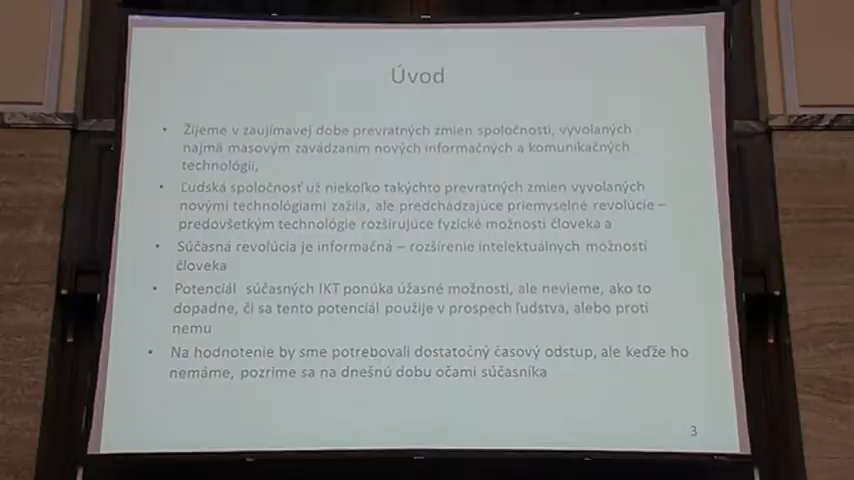 Úvod
• Žijeme v zaujímavej dobe prevratných zmien spoločnosti, vyvolaných
najmä masovým zavádzaním nových informačných a komunikačných
technológií,
• Ľudská spoločnosť už niekoľko takýchto prevratných zmien vyvolaných
novými technológiami zažila, ale predchádzajúce priemyselné revolúcie –
predovšetkým technológie rozširujúce fyzické možnosti človeka a
• Súčasná revolúcia je informačná – rozšírenie intelektuálnych možností
človeka
• Potenciál súčasných IKT ponúka úžasné možnosti, ale nevieme, ako to
dopadne, či sa tento potenciál použije v prospech ľudstva, alebo proti
nemu
• Na hodnotenie by sme potrebovali dostatočný časový odstup, ale keďže ho
nemáme, pozrime sa na dnešnú dobu očami súčasníka
3